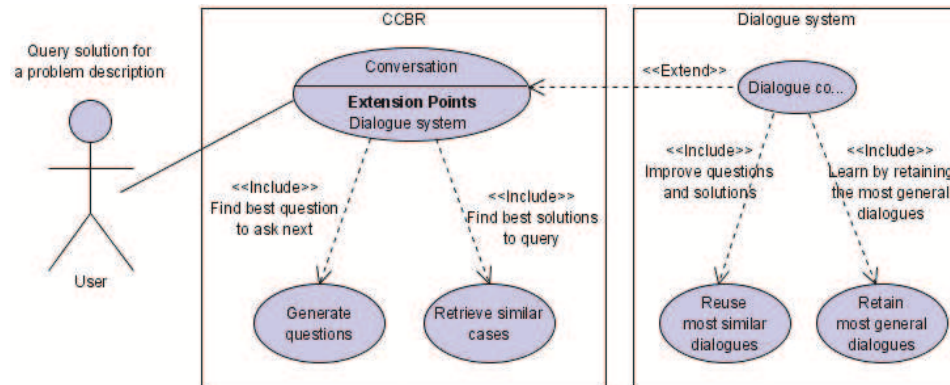 CCBR
Dialogue system
Query solution for
a problem description
Conversation
Extension Points
Dialogue system
<<Extend>>
Dialogue co...
<<Include>>
Find best question
to ask next
<<Include>>
Find best solutions
to query
<<Include>>
Improve questions
and solutions
<<Include>>
Learn by retaining
the most general
dialogues
User
Generate
questions
Retrieve similar
cases
Reuse
most similar
dialogues
Retain
most general
dialogues